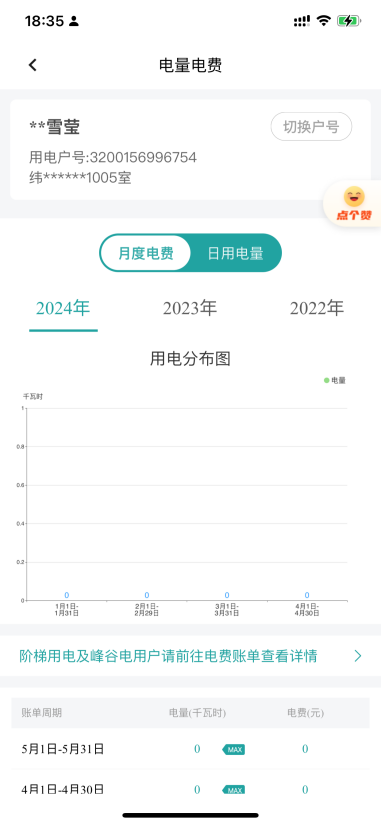 18:35
电量电费
**雪莹
切换户号
用电户号:3200156996754
纬******1005室
点个赞
月度电费 日用电量
2024年 2023年 2022年
用电分布图
电量
千瓦时
1
0.8
0.6
0.4
0.2
0
0 0 0 0
1月1日- 2月1日- 3月1日- 4月1日-
1月31日 2月29日 3月31日 4月30日
阶梯用电及峰谷电用户请前往电费账单查看详情
账单周期 电量(千瓦时) 电费(元)
5月1日-5月31日 0 MAX 0
4月1日-4月30日 0 MAX 0